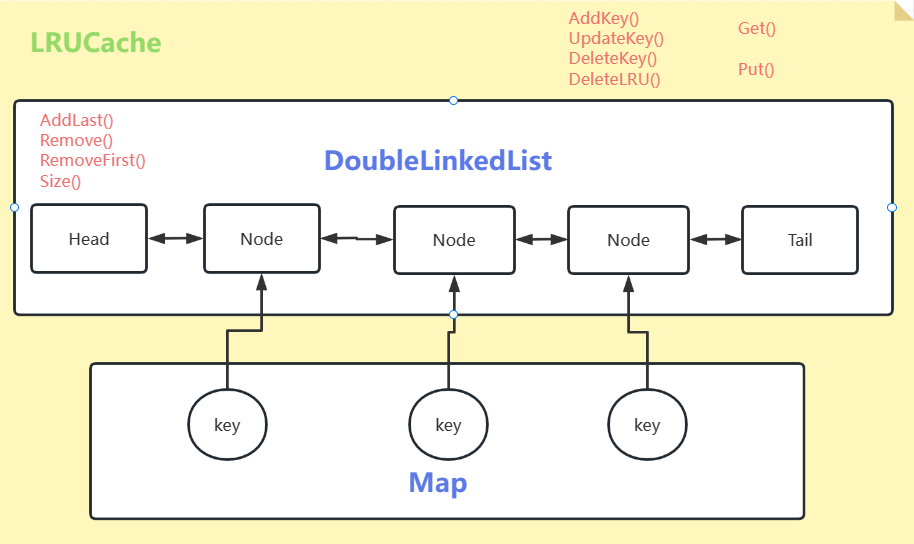 LRUCache
AddKey()
UpdateKey()
DeleteKey()
DeleteLRU()
Get()
Put()
AddLast()
Remove()
RemoveFirst()
Size()
DoubleLinkedList
Head
Node
Node
Node
Tail
key
key
key
Map